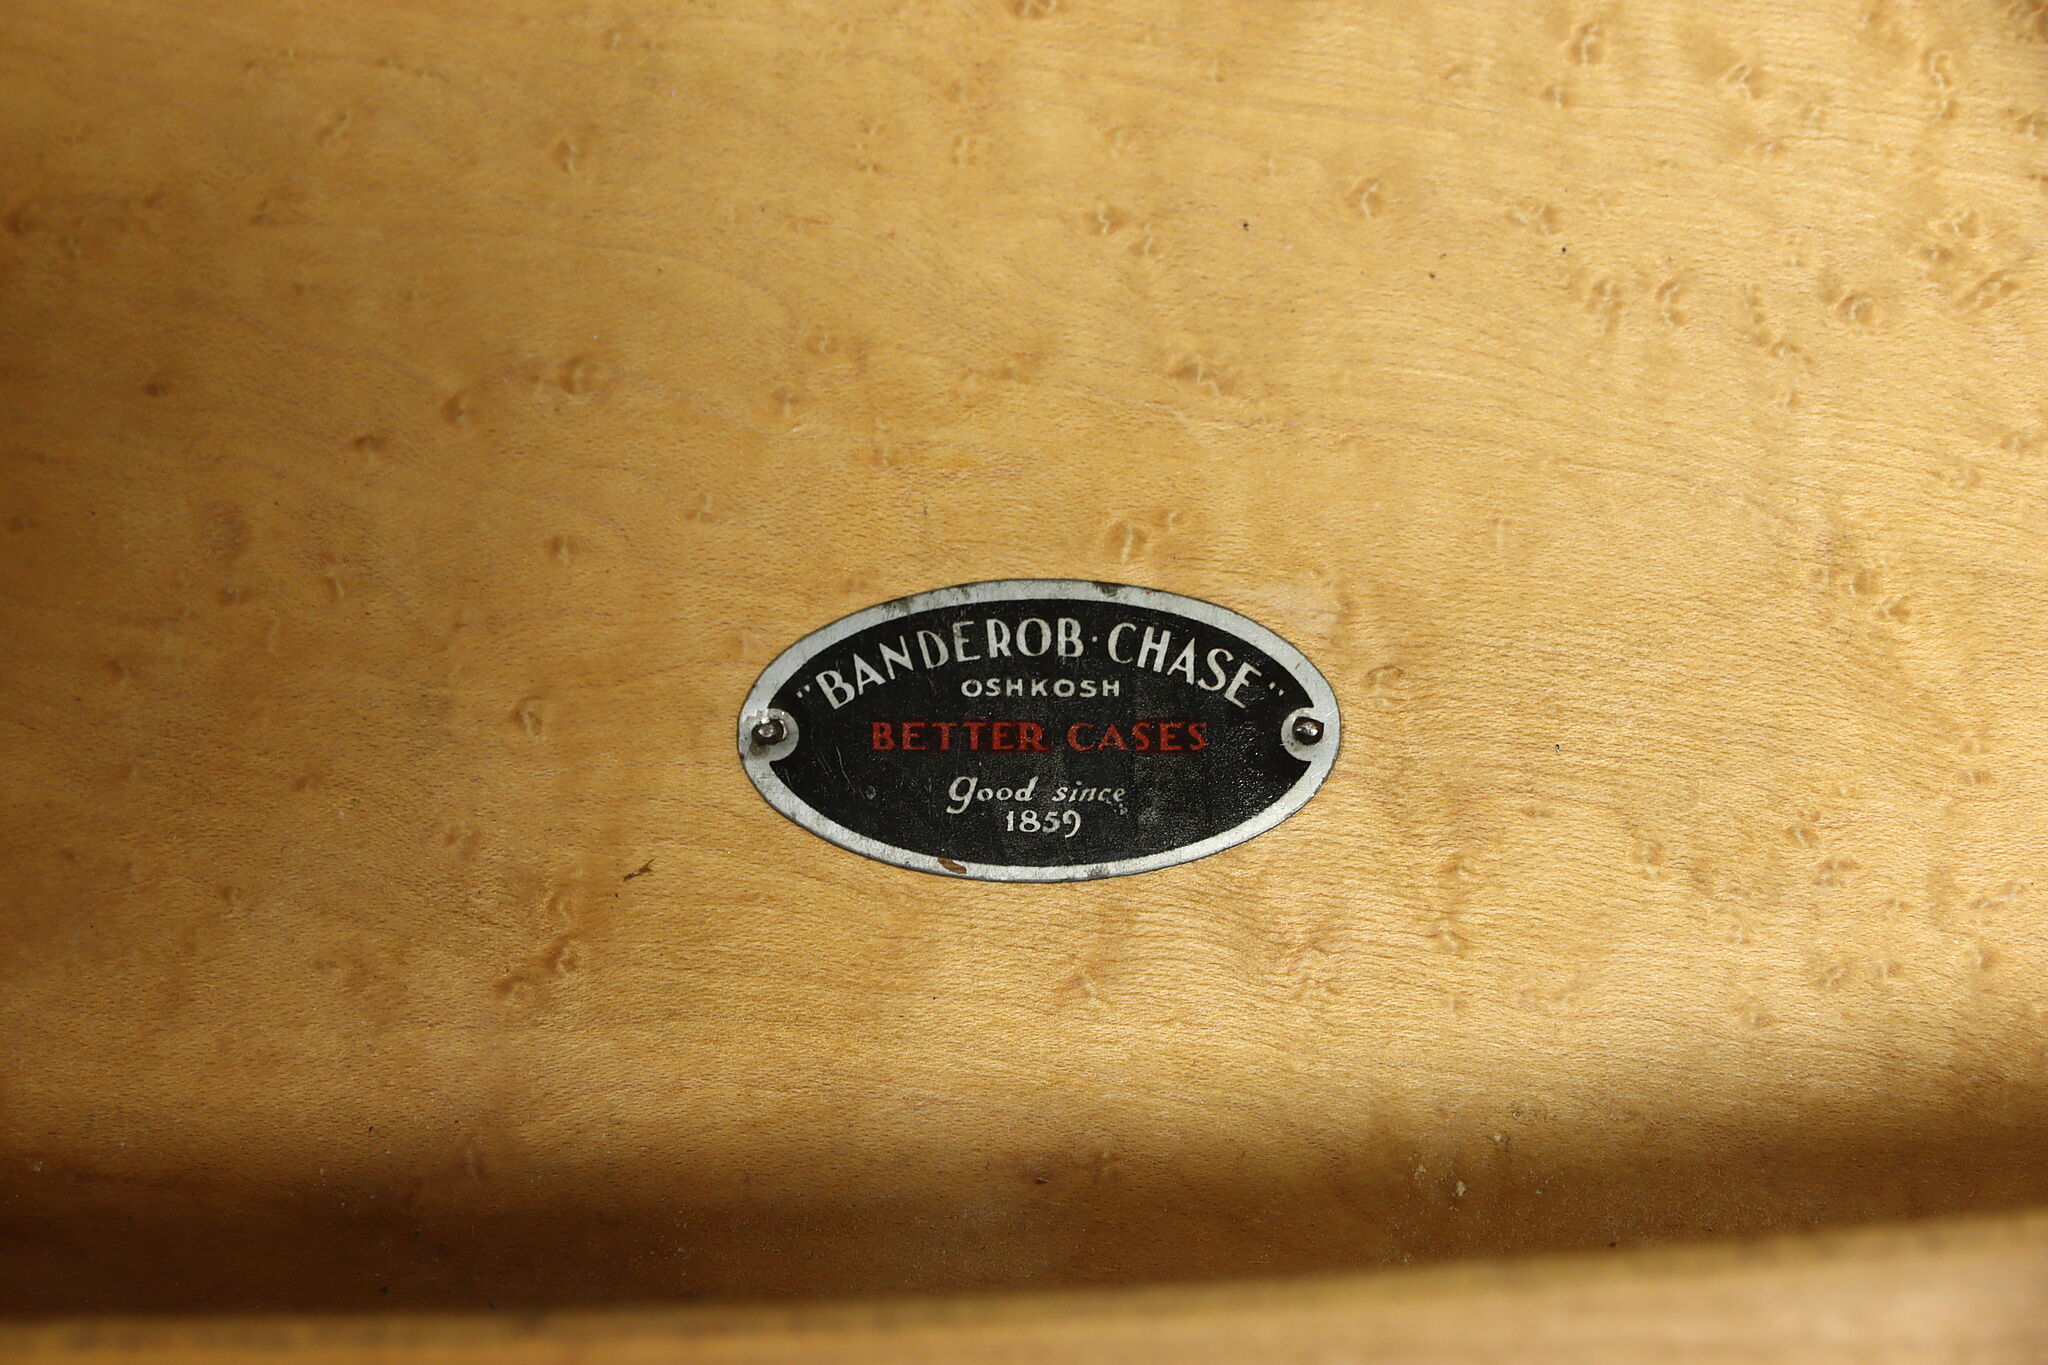 "BANDEROB·CHASE"
OSHKOSH
BETTER CASES
good since
1859